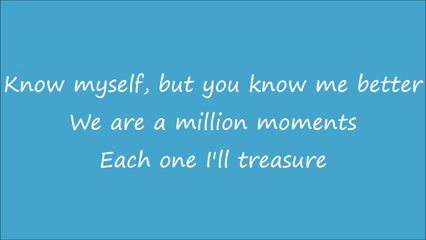 Know myself, but you know me better
We are a million moments
Each one I'll treasure